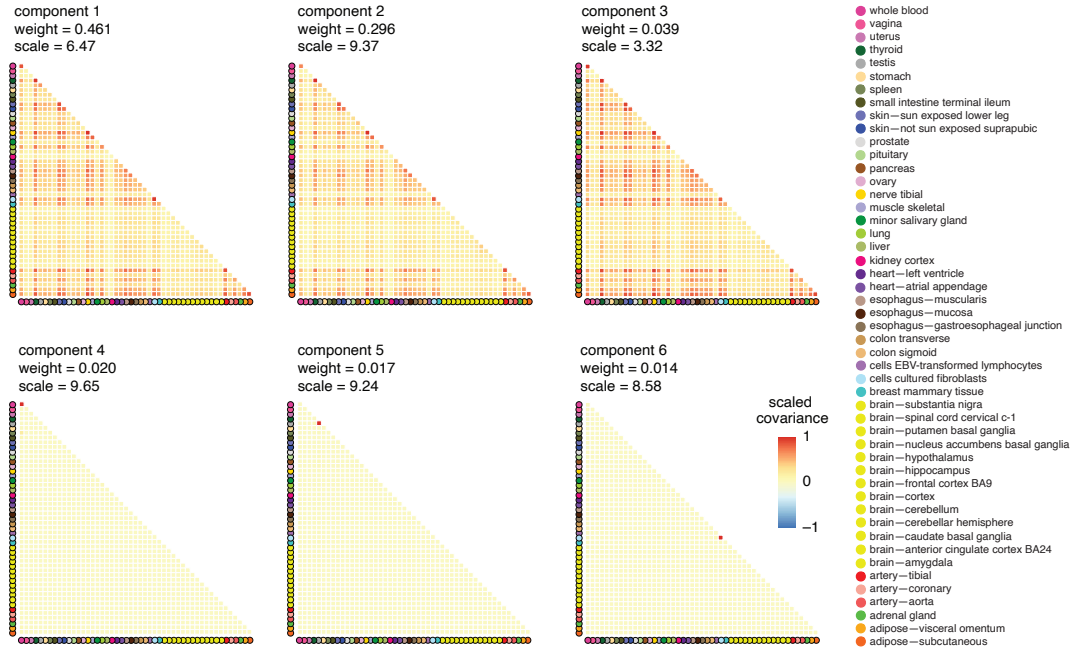 component 1
weight = 0.461
scale = 6.47
component 2
weight = 0.296
scale = 9.37
component 3
weight = 0.039
scale = 3.32
component 4
weight = 0.020
scale = 9.65
component 5
weight = 0.017
scale = 9.24
component 6
weight = 0.014
scale = 8.58
scaled
covariance
1
0
−1
whole blood
vagina
uterus
thyroid
testis
stomach
spleen
small intestine terminal ileum
skin—sun exposed lower leg
skin—not sun exposed suprapubic
prostate
pituitary
pancreas
ovary
nerve tibial
muscle skeletal
minor salivary gland
lung
liver
kidney cortex
heart—left ventricle
heart—atrial appendage
esophagus—muscularis
esophagus—mucosa
esophagus—gastroesophageal junction
colon transverse
colon sigmoid
cells EBV-transformed lymphocytes
cells cultured fibroblasts
breast mammary tissue
brain—substantia nigra
brain—spinal cord cervical c-1
brain—putamen basal ganglia
brain—nucleus accumbens basal ganglia
brain—hypothalamus
brain—hippocampus
brain—frontal cortex BA9
brain—cortex
brain—cerebellum
brain—cerebellar hemisphere
brain—caudate basal ganglia
brain—anterior cingulate cortex BA24
brain—amygdala
artery—tibial
artery—coronary
artery—aorta
adrenal gland
adipose—visceral omentum
adipose—subcutaneous